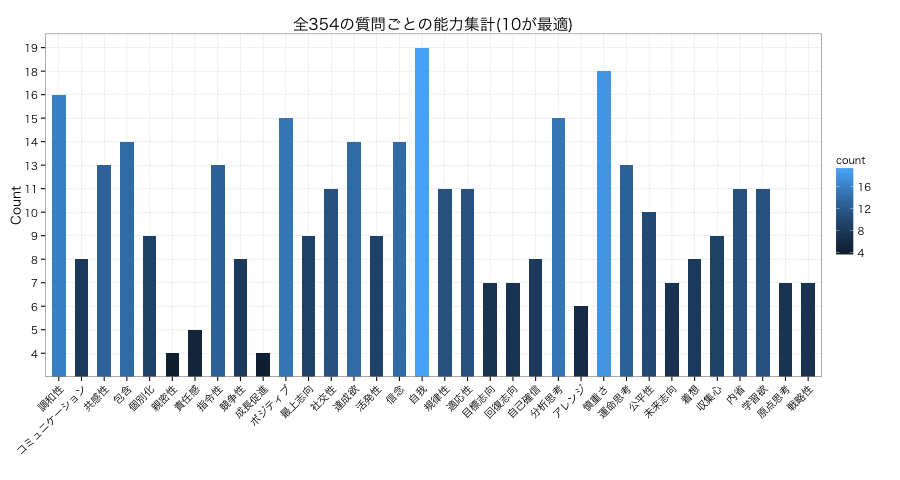 全354の質問ごとの能力集計(10が最適)
Count
19
18
16
15
14
13
11
10
9
8
7
6
5
4
調和性
コミュニケーション
共感性
包含
個別化
親密性
責任感
指令性
競争性
成長促進
ポジティブ
最上志向
社交性
達成欲
活発性
信念
自我
規律性
適応性
目標志向
回復志向
自己確信
分析思考
アレンジ
慎重さ
運命思考
公平性
未来志向
着想
収集心
内省
学習欲
原点思考
戦略性
count
16
12
8
4